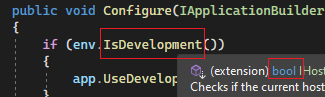 public void Configure(IApplicationBuilder
{
if (env.IsDevelopment())
{
app.UseDevelop
(extension) bool IHost
Checks if the current host